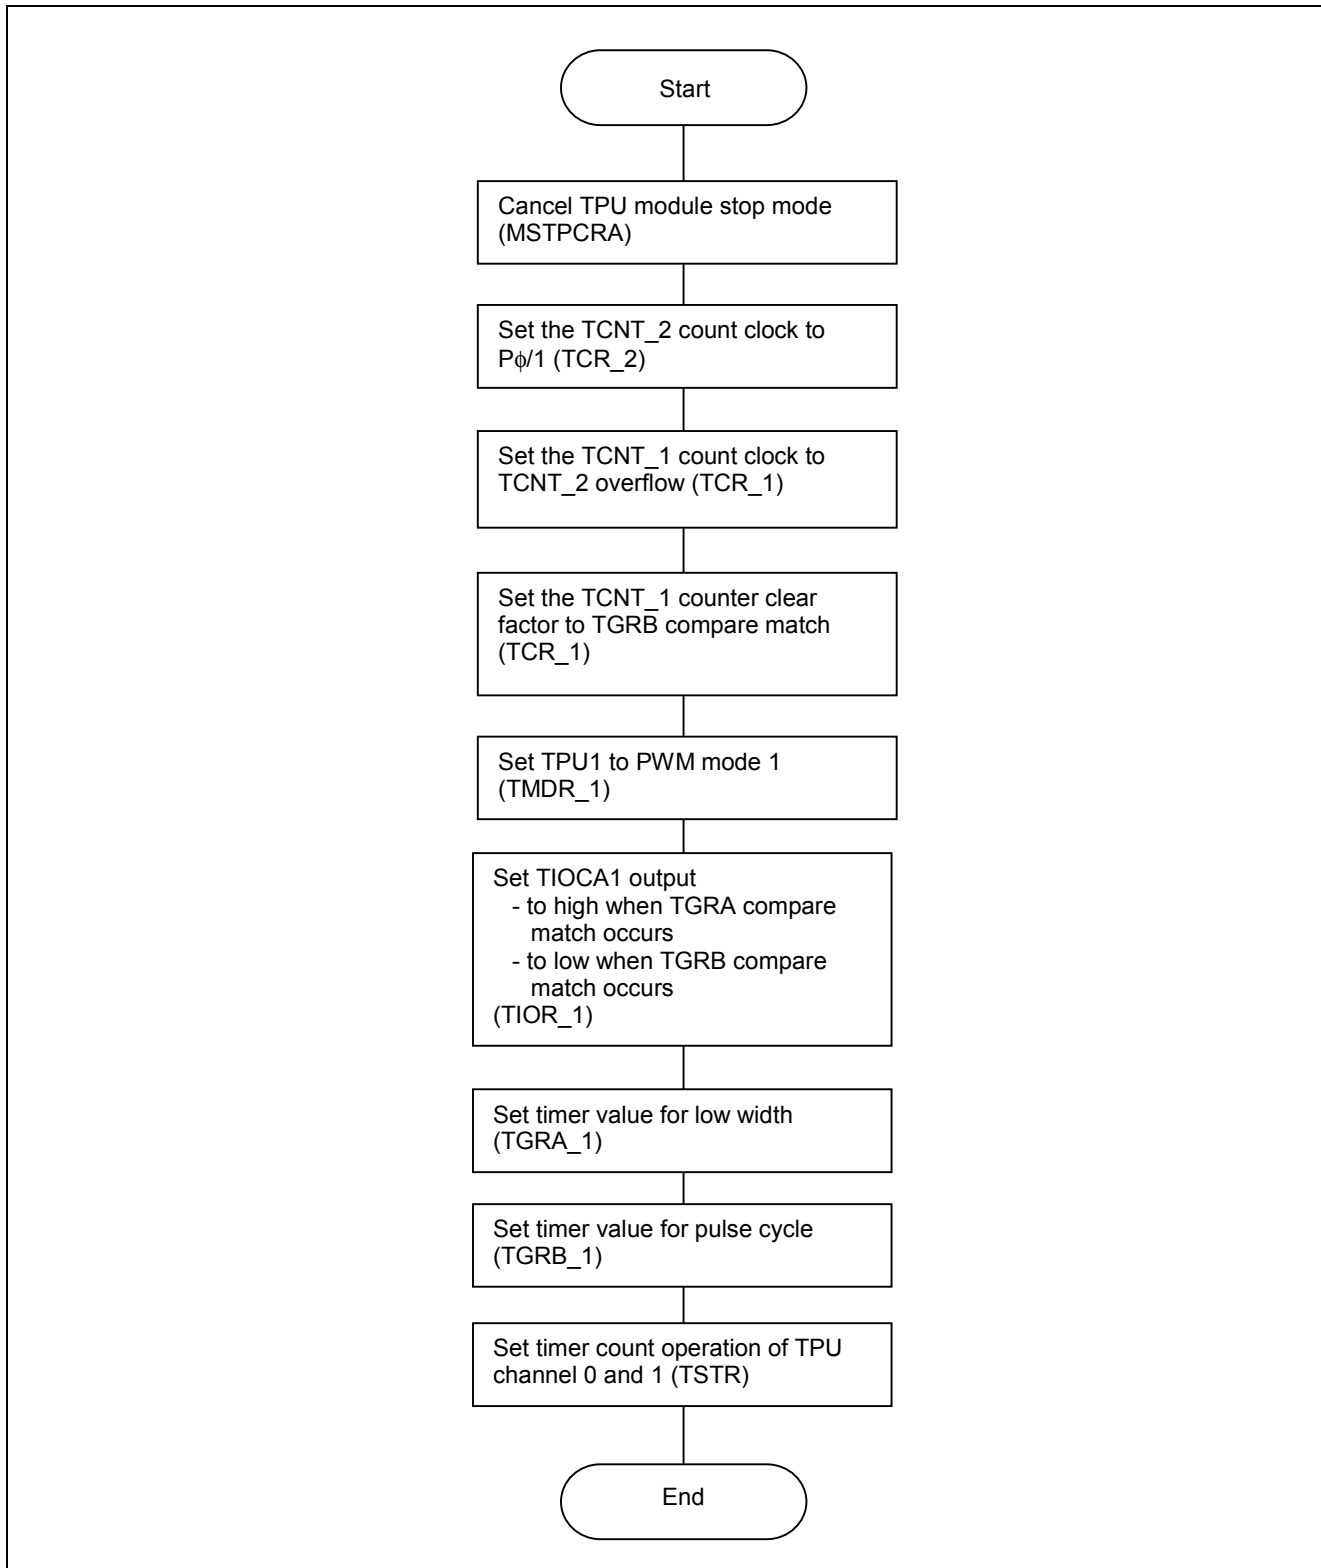 Start
Cancel TPU module stop mode
(MSTPCRA)
Set the TCNT_2 count clock to
Pϕ/1 (TCR_2)
Set the TCNT_1 count clock to
TCNT_2 overflow (TCR_1)
Set the TCNT_1 counter clear
factor to TGRB compare match
(TCR_1)
Set TPU1 to PWM mode 1
(TMDR_1)
Set TIOCA1 output
- to high when TGRA compare
match occurs
- to low when TGRB compare
match occurs
(TIOR_1)
Set timer value for low width
(TGRA_1)
Set timer value for pulse cycle
(TGRB_1)
Set timer count operation of TPU
channel 0 and 1 (TSTR)
End